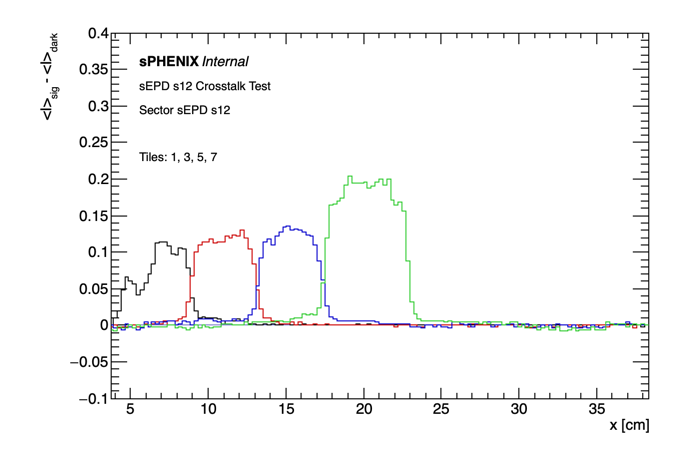 <I>sig - <I>dark
0.4
0.35
0.3
0.25
0.2
0.15
0.1
0.05
0
−0.05
−0.1
sPHENIX Internal
sEPD s12 Crosstalk Test
Sector sEPD s12
Tiles: 1, 3, 5, 7
5 10 15 20 25 30 35
x [cm]